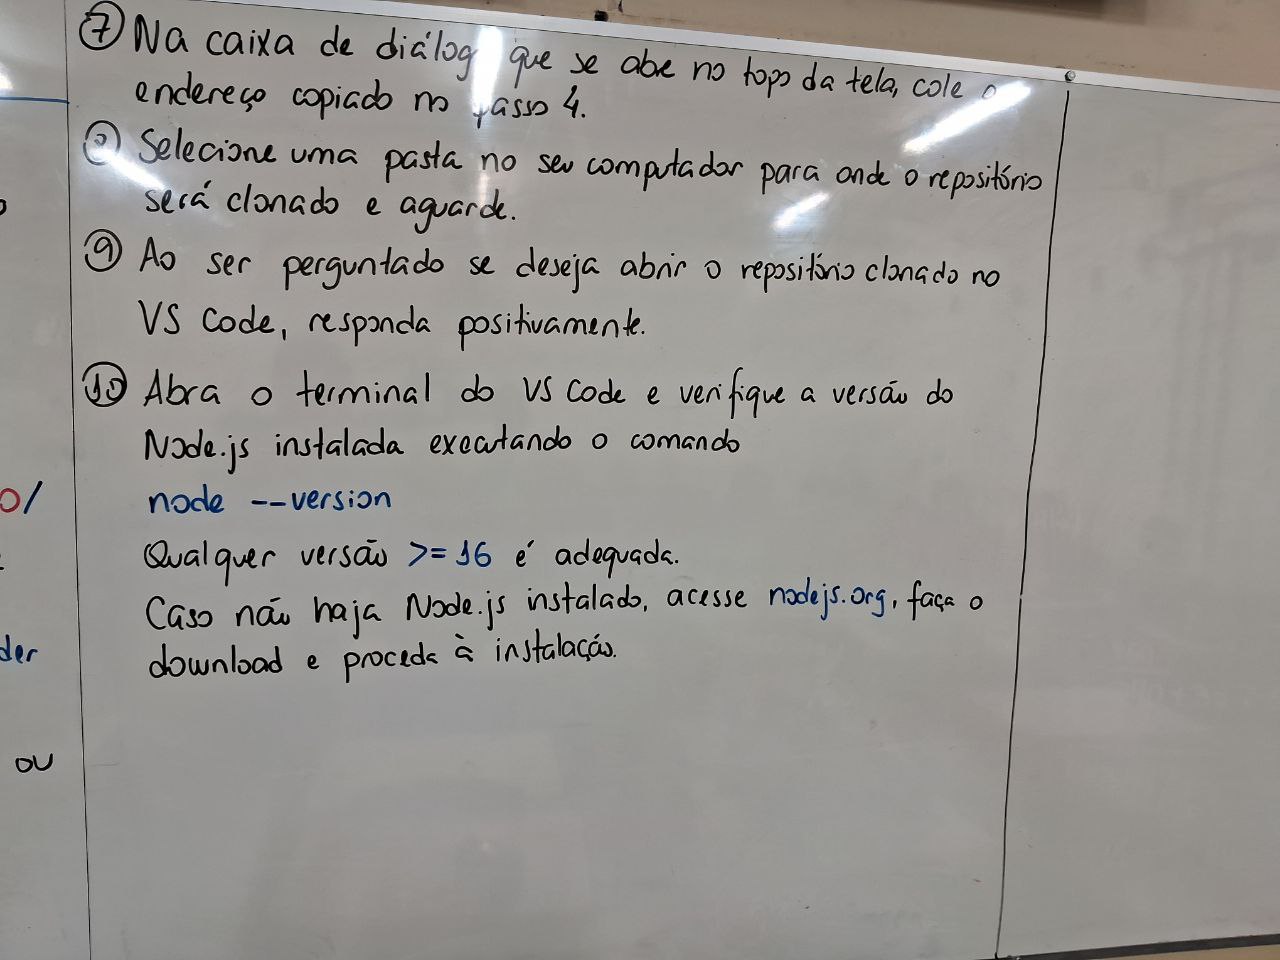 ⑦ Na caixa de diálog que se abe no topo da tela, cole o
endereço copiado no passo 4.
⑧ Selecione uma pasta no seu computador para onde o repositório
será clonado e aguarde.
⑨ Ao ser perguntado se deseja abrir o repositório clonado no
VS Code, responda positivamente.
⑩ Abra o terminal do VS Code e verifique a versão do
Node.js instalada executando o comando
node --version
Qualquer versão >= 16 é adequada.
Caso não haja Node.js instalado, acesse nodejs.org, faça o
download e proceda à instalação.
o/
der
ou